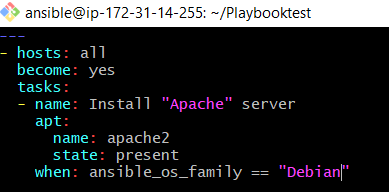 ansible@ip-172-31-14-255: ~/Playbooktest
---
- hosts: all
  become: yes
  tasks:
  - name: Install "Apache" server
    apt:
      name: apache2
      state: present
    when: ansible_os_family == "Debian"